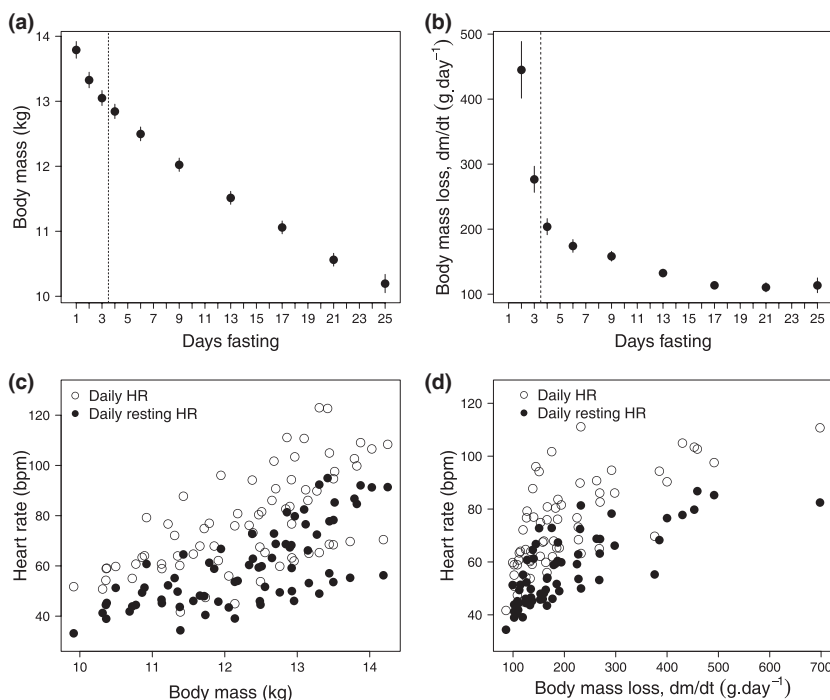 (a)
14
13
12
11
10
Body mass (kg)
1 3 5 7 9 11 13 15 17 19 21 23 25
Days fasting
(b)
500
400
300
200
100
Body mass loss, dm/dt (g.day⁻¹)
1 3 5 7 9 11 13 15 17 19 21 23 25
Days fasting
(c)
Daily HR
Daily resting HR
120
100
80
60
40
Heart rate (bpm)
10 11 12 13 14
Body mass (kg)
(d)
Daily HR
Daily resting HR
120
100
80
60
40
Heart rate (bpm)
100 200 300 400 500 600 700
Body mass loss, dm/dt (g.day⁻¹)